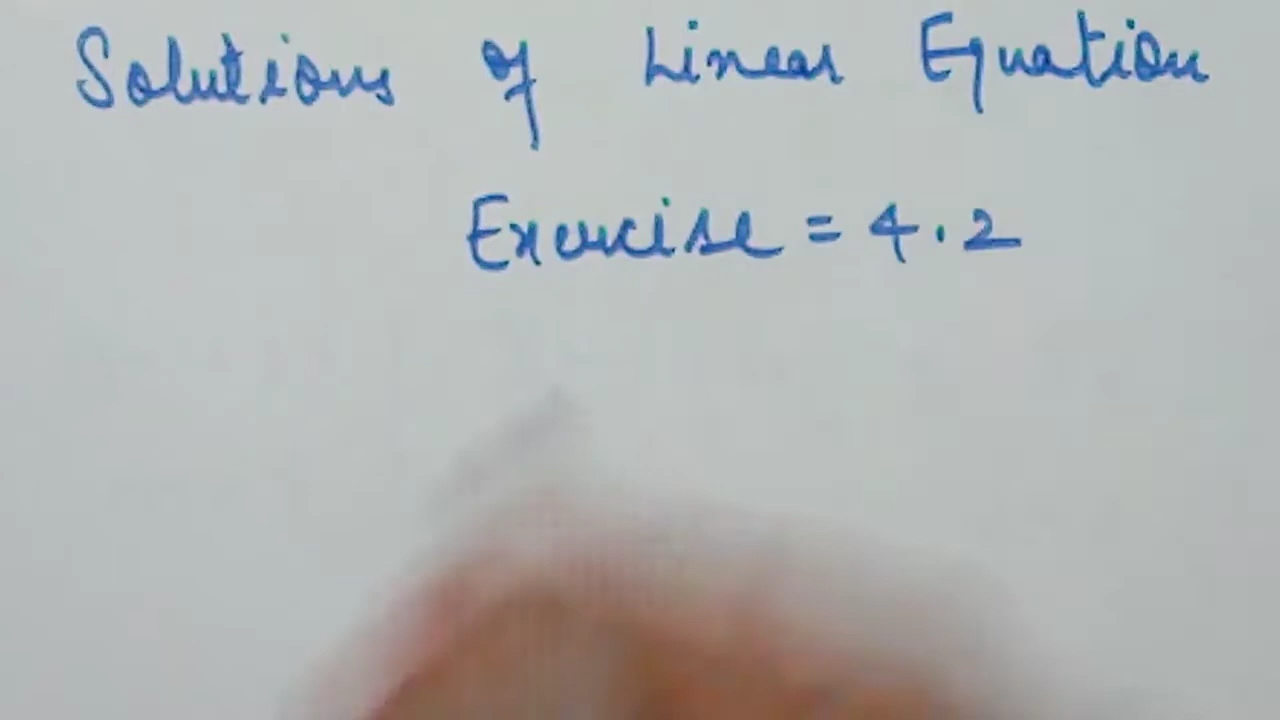 Solutions of Linear Equation
Exercise = 4.2